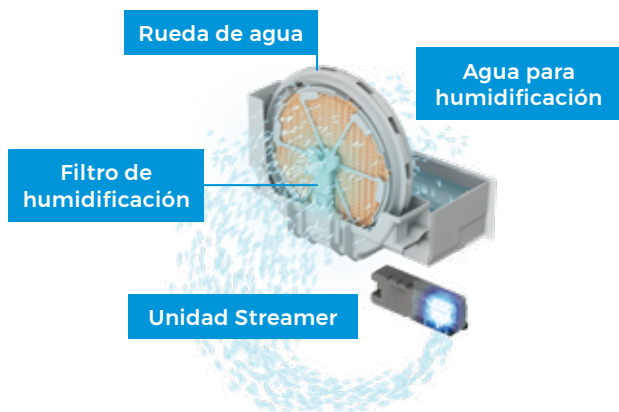 Rueda de agua
Agua para
humidificación
Filtro de
humidificación
Unidad Streamer